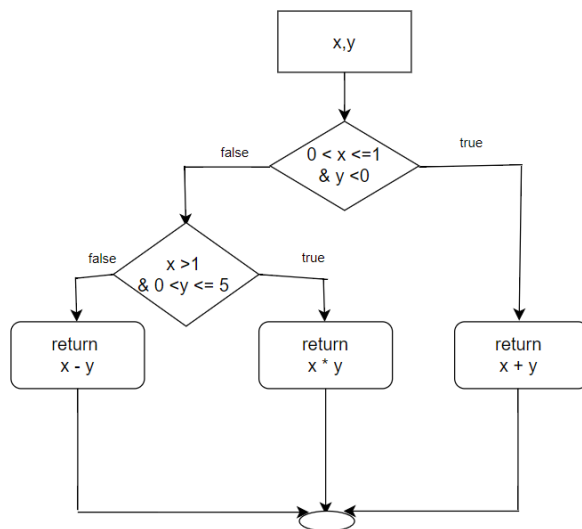 x,y
false
true
0 < x <=1
& y <0
false
true
x >1
& 0 <y <= 5
return
x - y
return
x * y
return
x + y